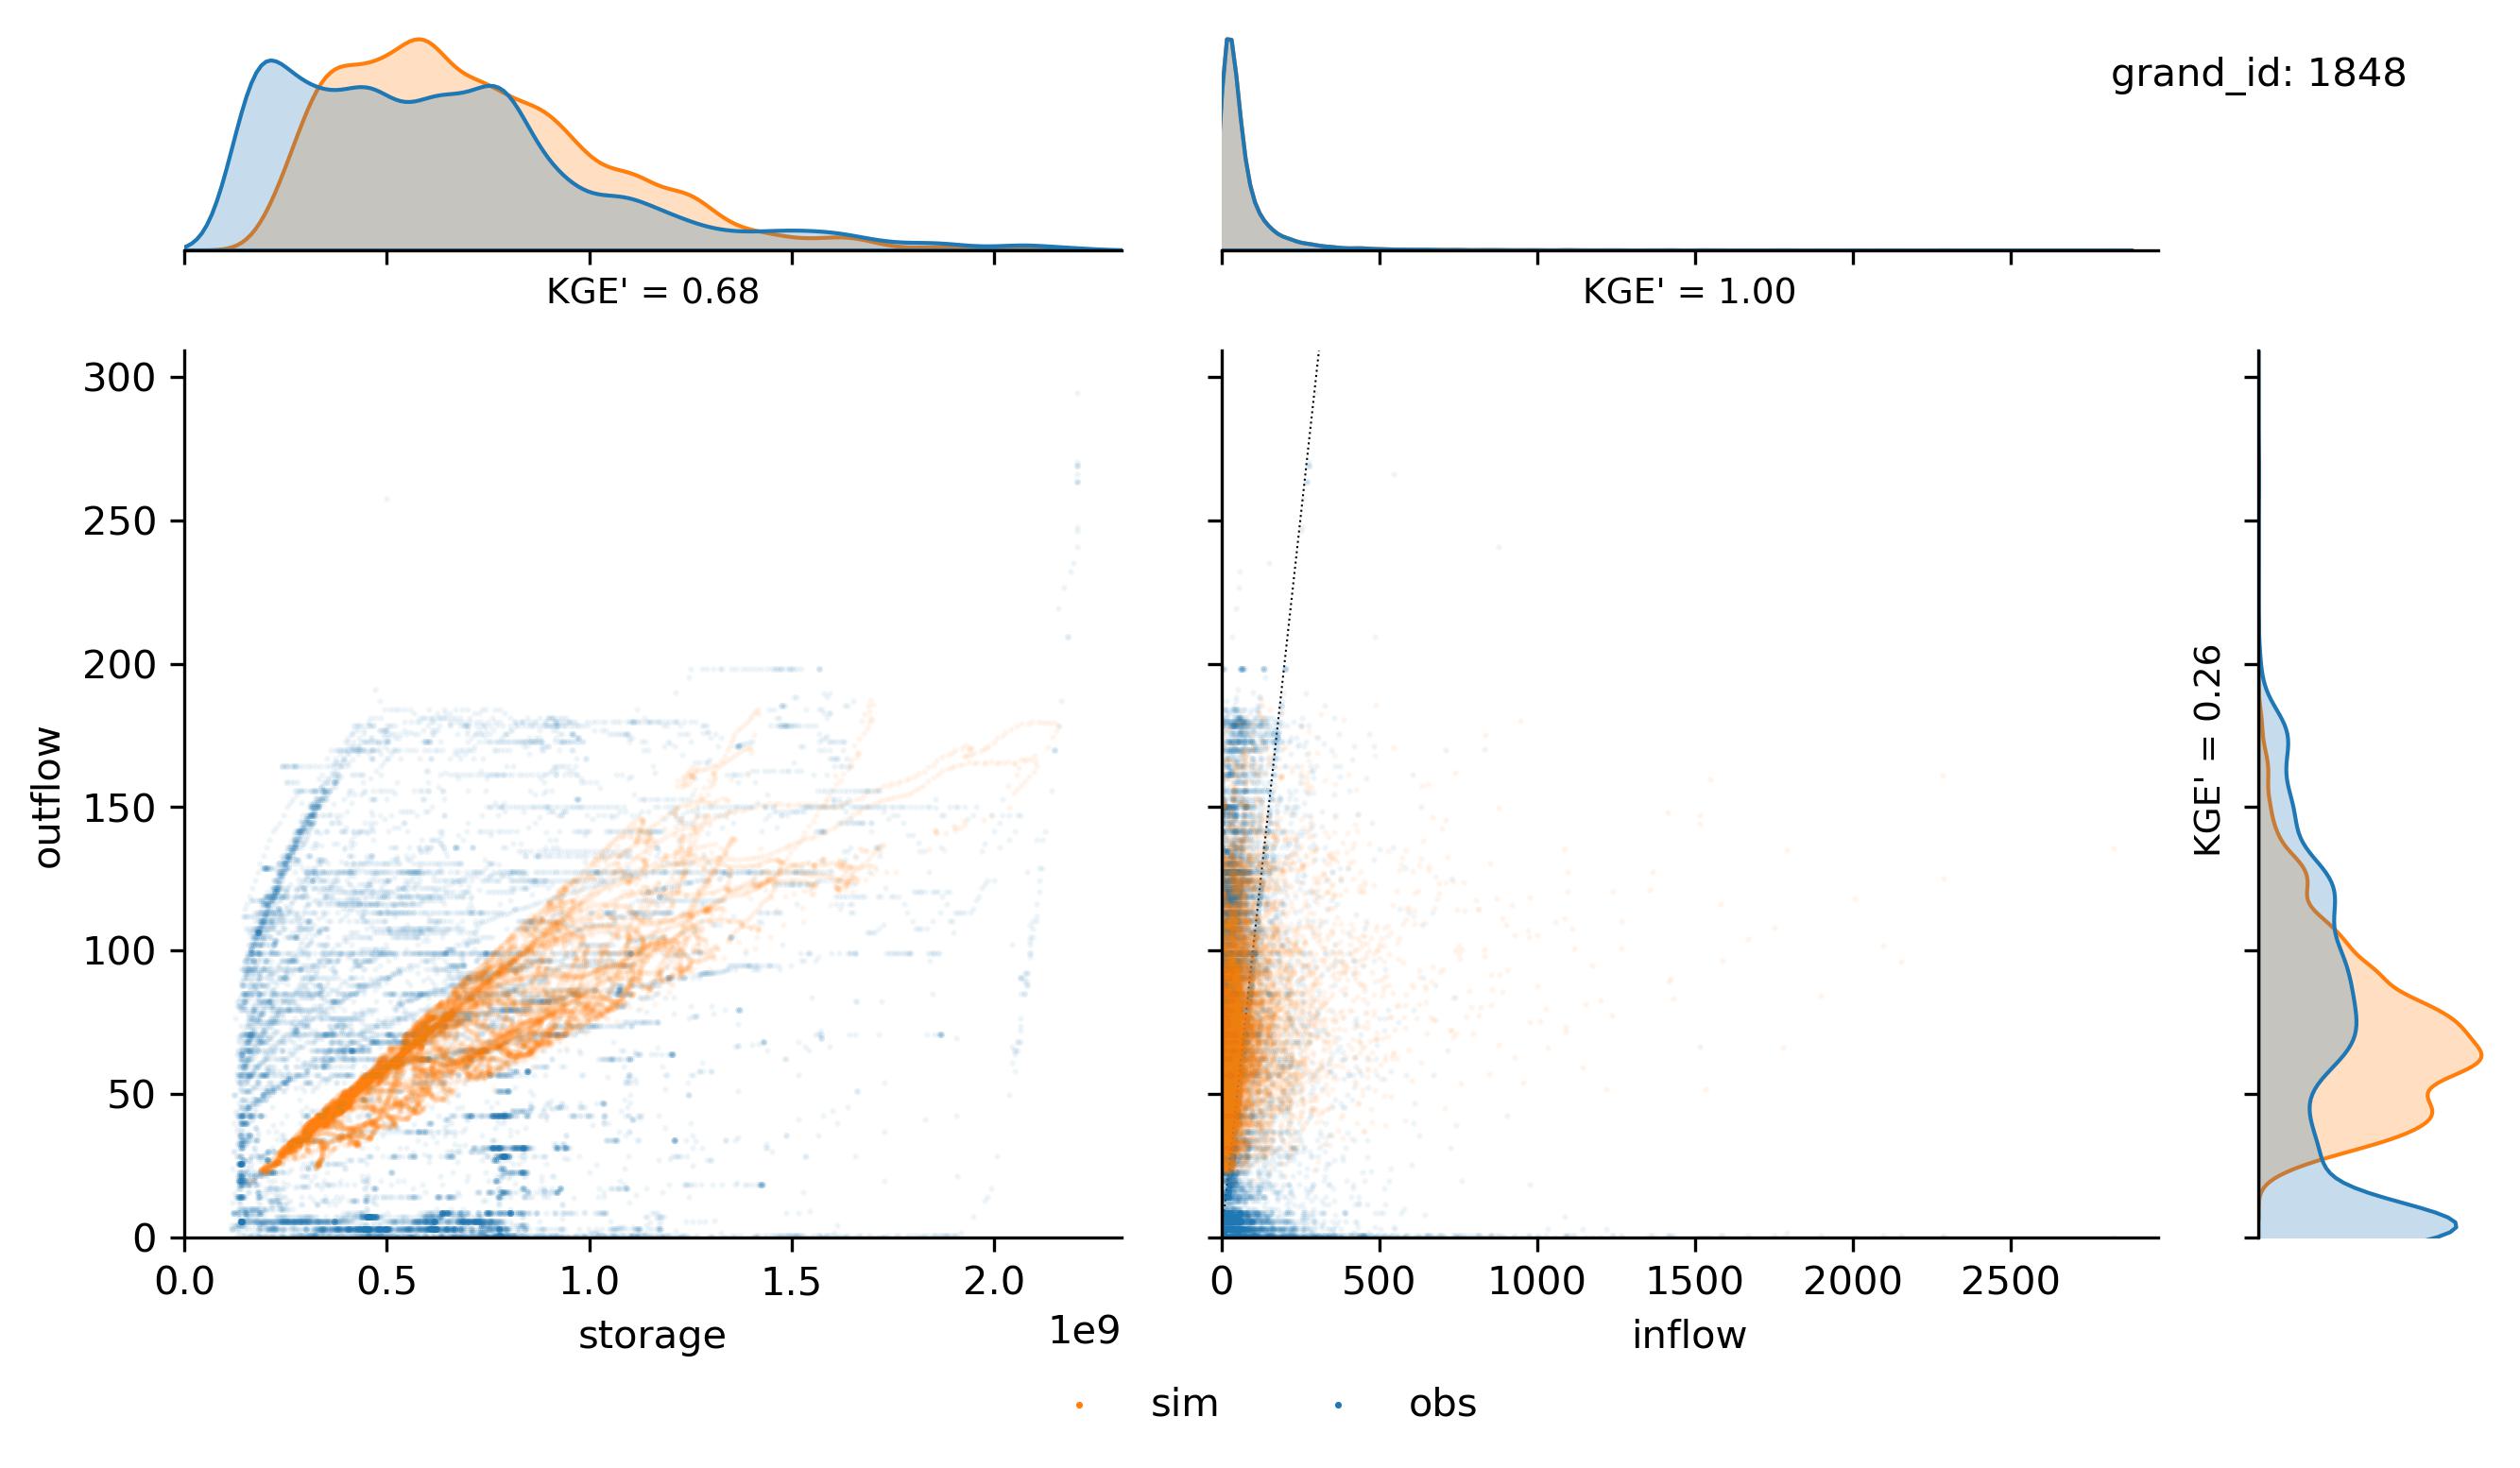 grand_id: 1848
KGE' = 0.68
KGE' = 1.00
300
250
200
150
100
50
0
outflow
KGE' = 0.26
0.0 0.5 1.0 1.5 2.0
1e9
storage
0 500 1000 1500 2000 2500
inflow
sim obs